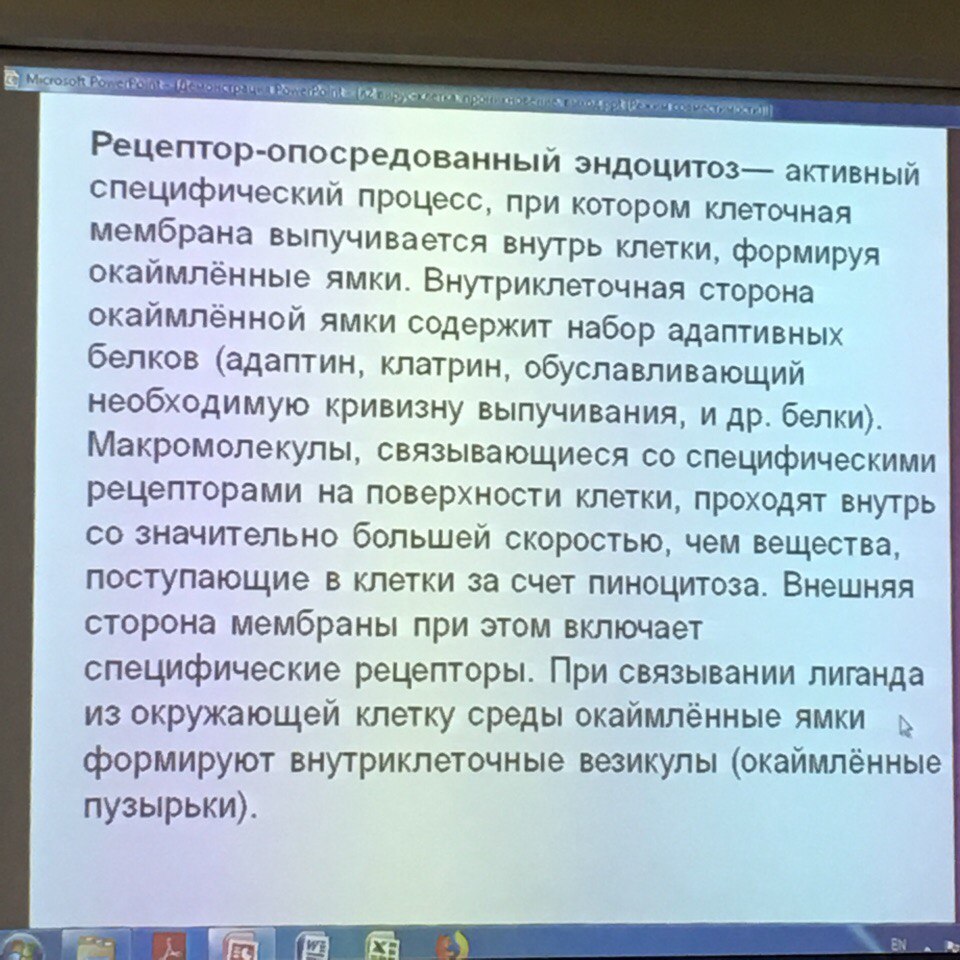 Microsoft PowerPoint - [Демонстрация PowerPoint -
Рецептор-опосредованный эндоцитоз— активный
специфический процесс, при котором клеточная
мембрана выпучивается внутрь клетки, формируя
окаймлённые ямки. Внутриклеточная сторона
окаймлённой ямки содержит набор адаптивных
белков (адаптин, клатрин, обуславливающий
необходимую кривизну выпучивания, и др. белки).
Макромолекулы, связывающиеся со специфическими
рецепторами на поверхности клетки, проходят внутрь
со значительно большей скоростью, чем вещества,
поступающие в клетки за счет пиноцитоза. Внешняя
сторона мембраны при этом включает
специфические рецепторы. При связывании лиганда
из окружающей клетку среды окаймлённые ямки
формируют внутриклеточные везикулы (окаймлённые
пузырьки).
EN